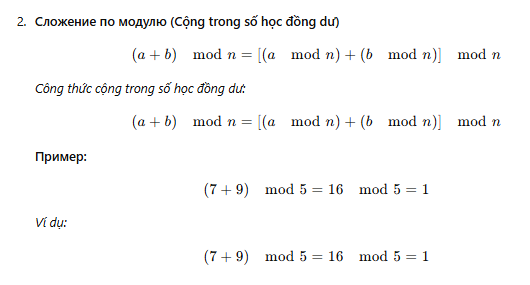 2. Сложение по модулю (Cộng trong số học đồng dư)
(a + b) mod n = [(a mod n) + (b mod n)] mod n
Công thức cộng trong số học đồng dư:
(a + b) mod n = [(a mod n) + (b mod n)] mod n
Пример:
(7 + 9) mod 5 = 16 mod 5 = 1
Ví dụ:
(7 + 9) mod 5 = 16 mod 5 = 1